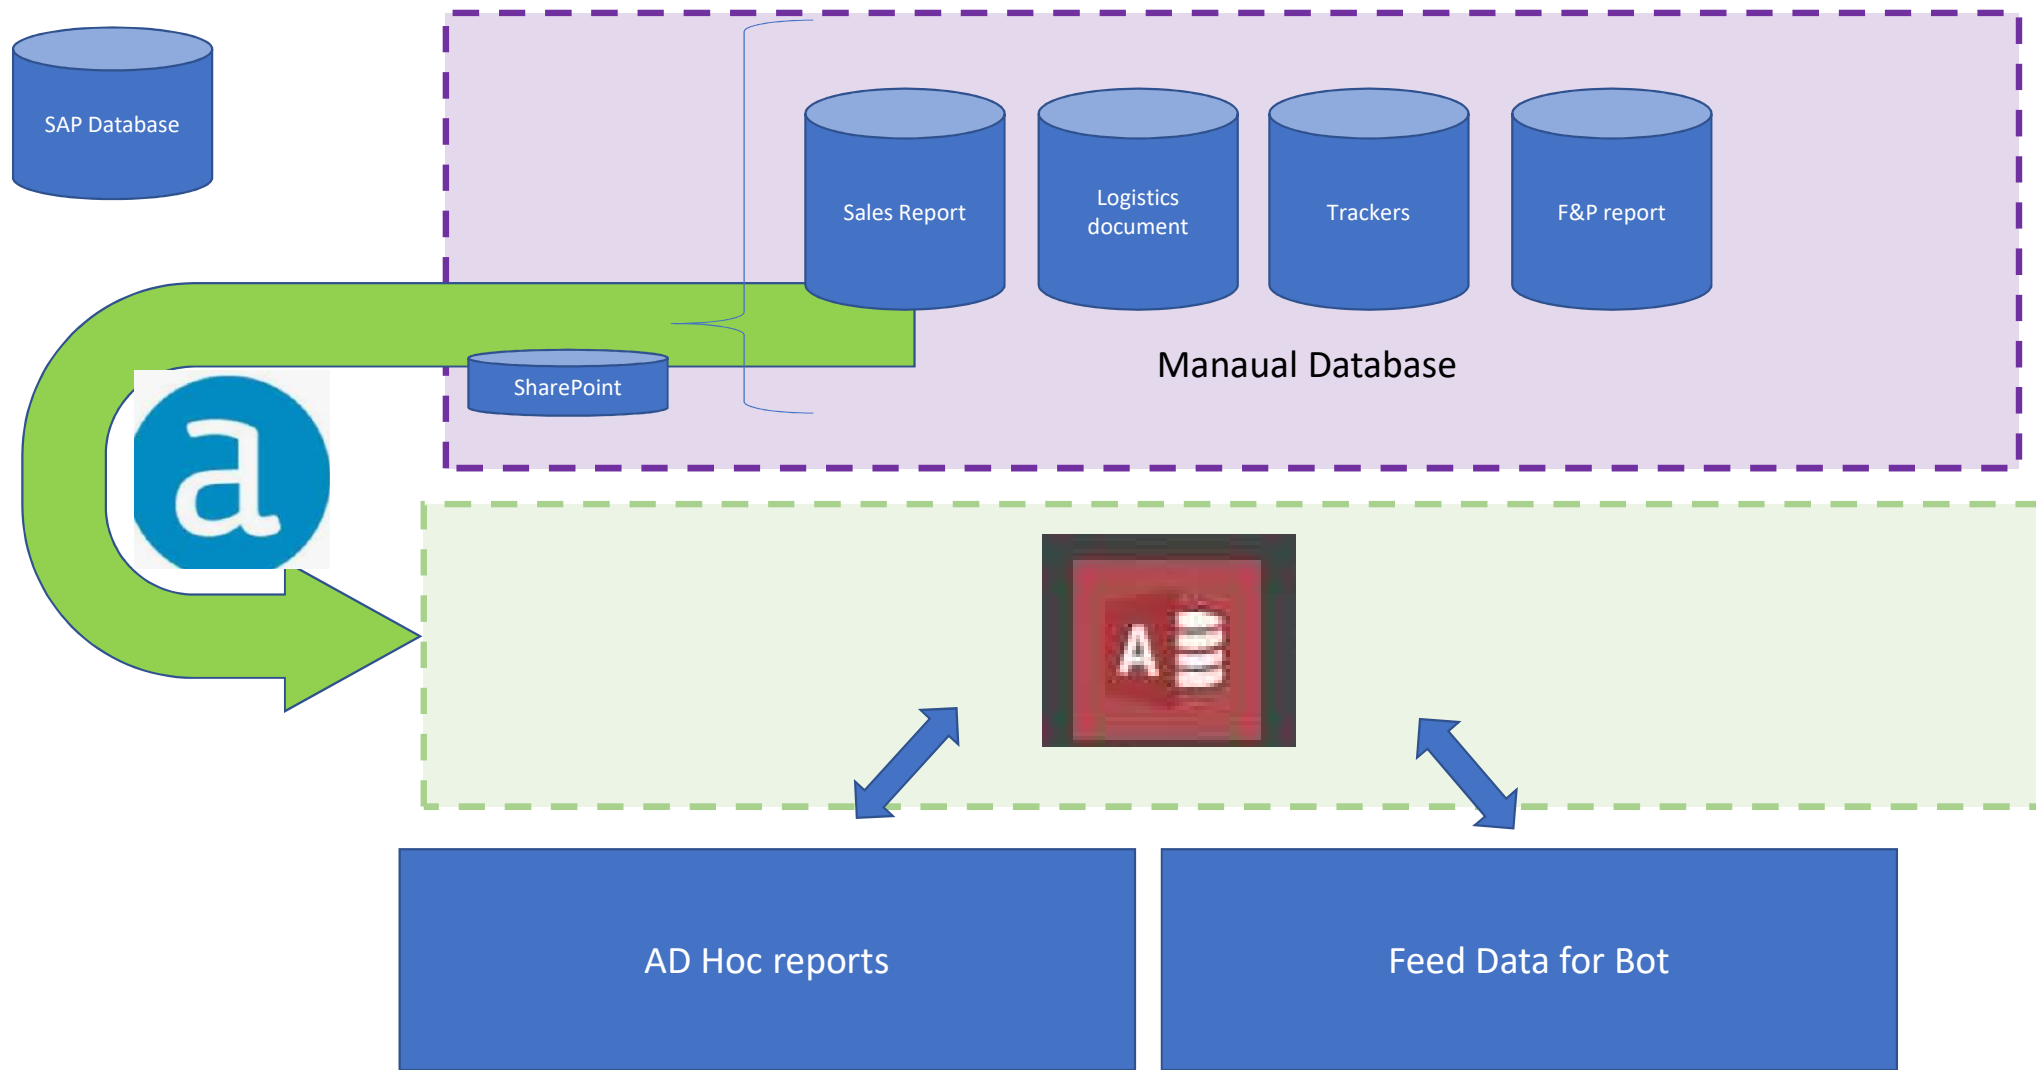 SAP Database
Sales Report
Logistics
document
Trackers
F&P report
Manaual Database
SharePoint
a
A
AD Hoc reports
Feed Data for Bot